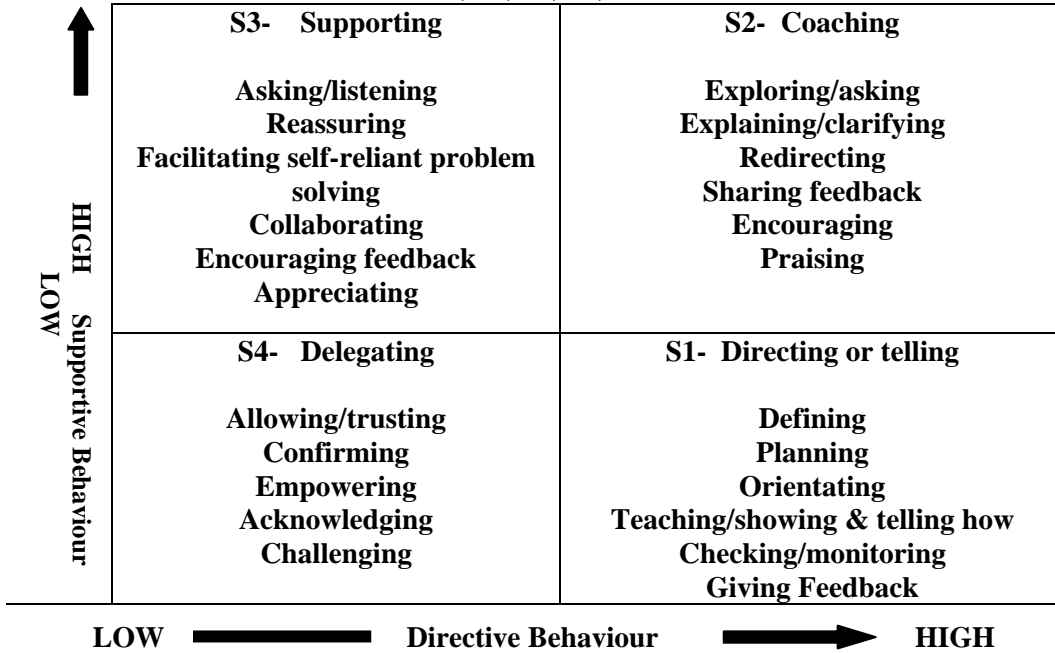 S3- Supporting
Asking/listening
Reassuring
Facilitating self-reliant problem
solving
Collaborating
Encouraging feedback
Appreciating
S2- Coaching
Exploring/asking
Explaining/clarifying
Redirecting
Sharing feedback
Encouraging
Praising
HIGH Supportive Behaviour
LOW
S4- Delegating
Allowing/trusting
Confirming
Empowering
Acknowledging
Challenging
S1- Directing or telling
Defining
Planning
Orientating
Teaching/showing & telling how
Checking/monitoring
Giving Feedback
LOW Directive Behaviour HIGH